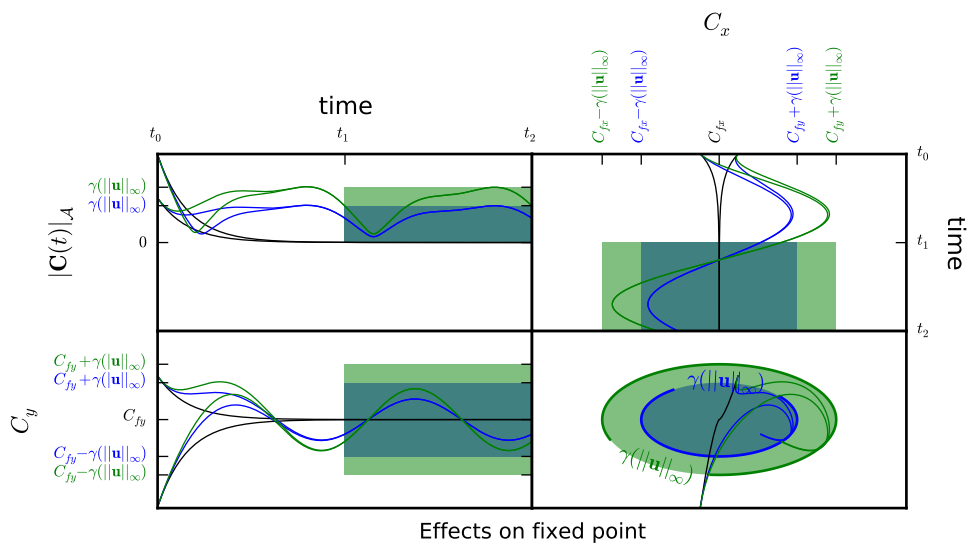 C_x
C_{fx}−γ(||u||_∞)
C_{fx}−γ(||u||_∞)
C_{fx}
C_{fy}+γ(||u||_∞)
C_{fy}+γ(||u||_∞)
time
t_0
t_1
t_2
|C(t)|_A
γ(||u||_∞)
γ(||u||_∞)
0
t_0
t_1
t_2
time
C_y
C_{fy}+γ(|u||_∞)
C_{fy}+γ(||u||_∞)
C_{fy}
C_{fy}−γ(||u||_∞)
C_{fy}−γ(||u||_∞)
γ(||u||_∞)
γ(||u||_∞)
Effects on fixed point